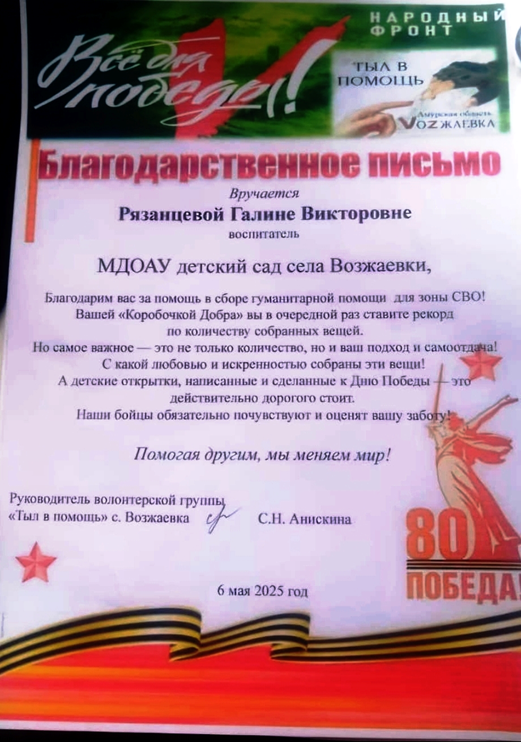 НАРОДНЫЙ
ФРОНТ
Всё для
победы!
ТЫЛ В
ПОМОЩЬ
Амурская область
VOZЖАЕВКА
Благодарственное письмо
Вручается
Рязанцевой Галине Викторовне
воспитатель
МДОАУ детский сад села Возжаевки,
Благодарим вас за помощь в сборе гуманитарной помощи для зоны СВО!
Вашей «Коробочкой Добра» вы в очередной раз ставите рекорд
по количеству собранных вещей.
Но самое важное — это не только количество, но и ваш подход и самоотдача!
С какой любовью и искренностью собраны эти вещи!
А детские открытки, написанные и сделанные к Дню Победы — это
действительно дорогого стоит.
Наши бойцы обязательно почувствуют и оценят вашу заботу!
Помогая другим, мы меняем мир!
Руководитель волонтерской группы
«Тыл в помощь» с. Возжаевка С.Н. Анискина
80
ПОБЕДА!
6 мая 2025 год